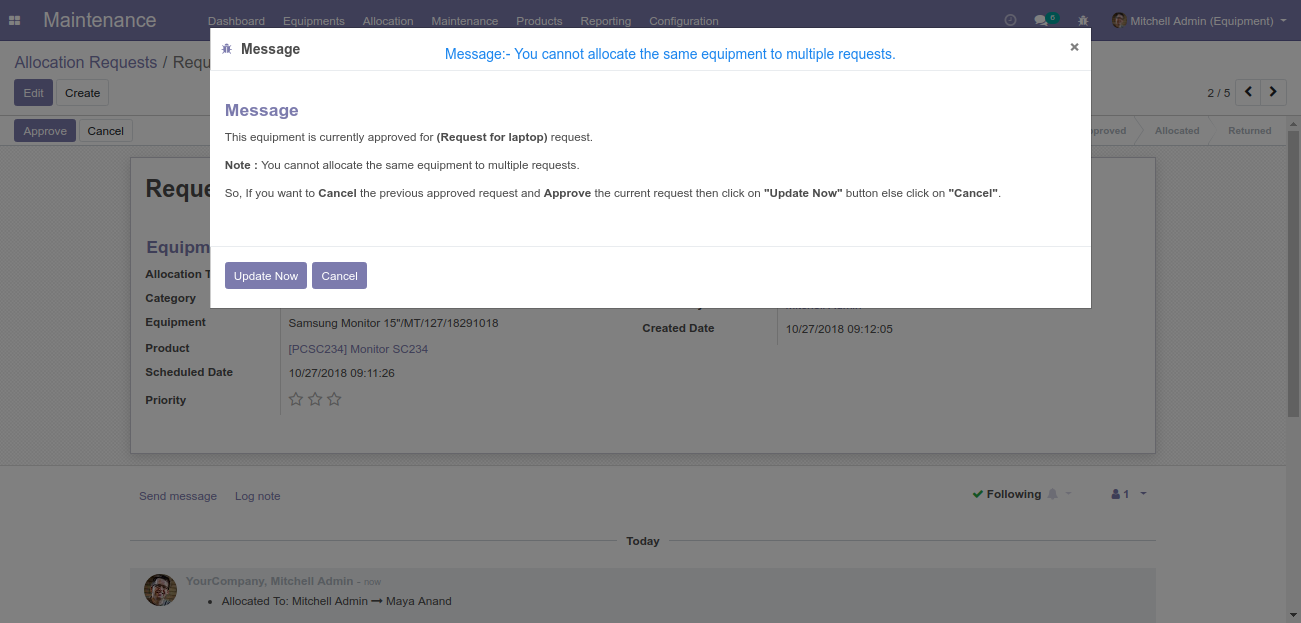 Maintenance Dashboard Equipments Allocation Maintenance Products Reporting Configuration 6 Mitchell Admin (Equipment)
Message Message:- You cannot allocate the same equipment to multiple requests. ×
Allocation Requests / Requ
Edit Create 2 / 5
Message
Approve Cancel Allocated Returned
This equipment is currently approved for (Request for laptop) request.
Note : You cannot allocate the same equipment to multiple requests.
So, If you want to Cancel the previous approved request and Approve the current request then click on "Update Now" button else click on "Cancel".
Reque
Equipm
Allocation T
Update Now Cancel
Category
Equipment Samsung Monitor 15"/MT/127/18291018
Created Date 10/27/2018 09:12:05
Product [PCSC234] Monitor SC234
Scheduled Date 10/27/2018 09:11:26
Priority
Send message Log note Following 1
Today
YourCompany, Mitchell Admin - now
• Allocated To: Mitchell Admin → Maya Anand